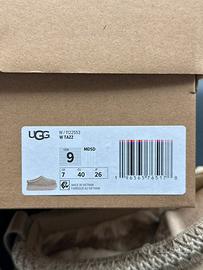 UGG
W / 1122553
W TAZZ
9
MDSD
7
40
26
MADE IN VIETNAM